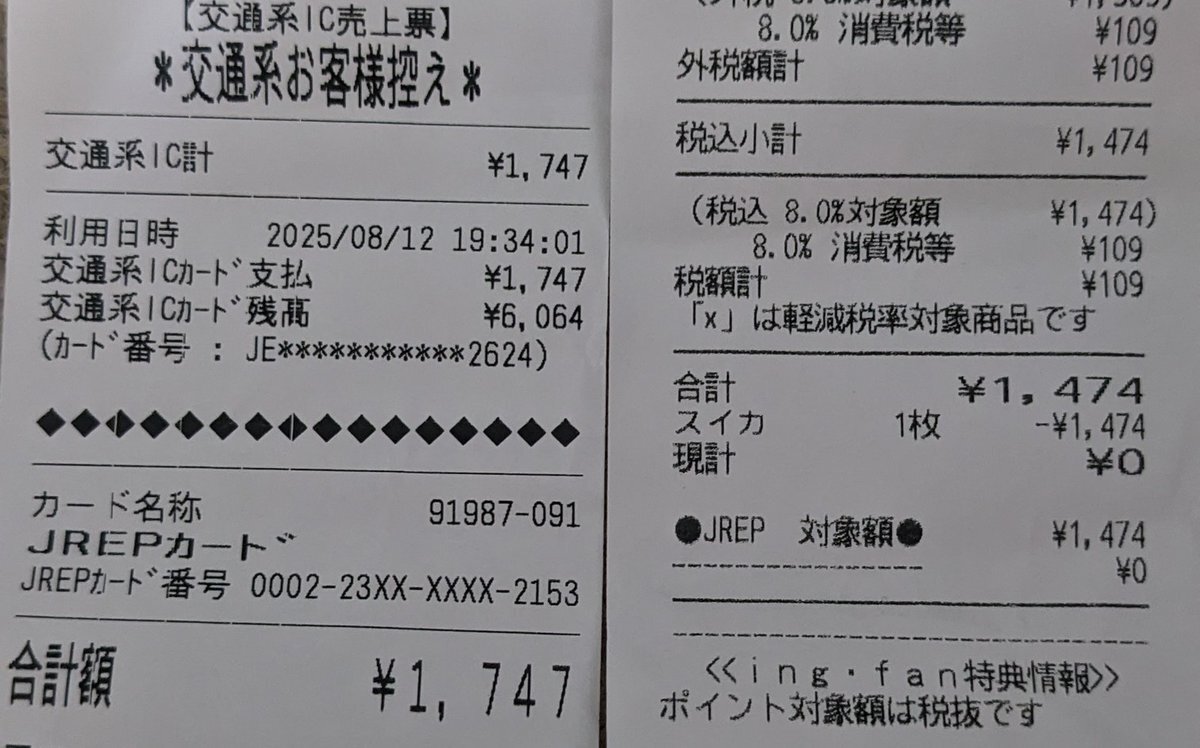 【交通系IC売上票】
*交通系お客様控え*
交通系IC計 ¥1,747
利用日時 2025/08/12 19:34:01
交通系ICカード支払 ¥1,747
交通系ICカード残高 ¥6,064
(カード番号 : JE***********2624)
◆◆◆◆◆◆◆◆◆◆◆◆◆◆◆◆
カード名称 91987-091
JREPカード
JREPカード番号 0002-23XX-XXXX-2153
合計額 ¥1,747
8.0% 消費税等 ¥109
外税額計 ¥109
税込小計 ¥1,474
(税込 8.0%対象額 ¥1,474)
8.0% 消費税等 ¥109
税額計 ¥109
「x」は軽減税率対象商品です
合計 ¥1,474
スイカ 1枚 -¥1,474
現計 ¥0
●JREP 対象額● ¥1,474
¥0
<<ing・fan特典情報>>
ポイント対象額は税抜です